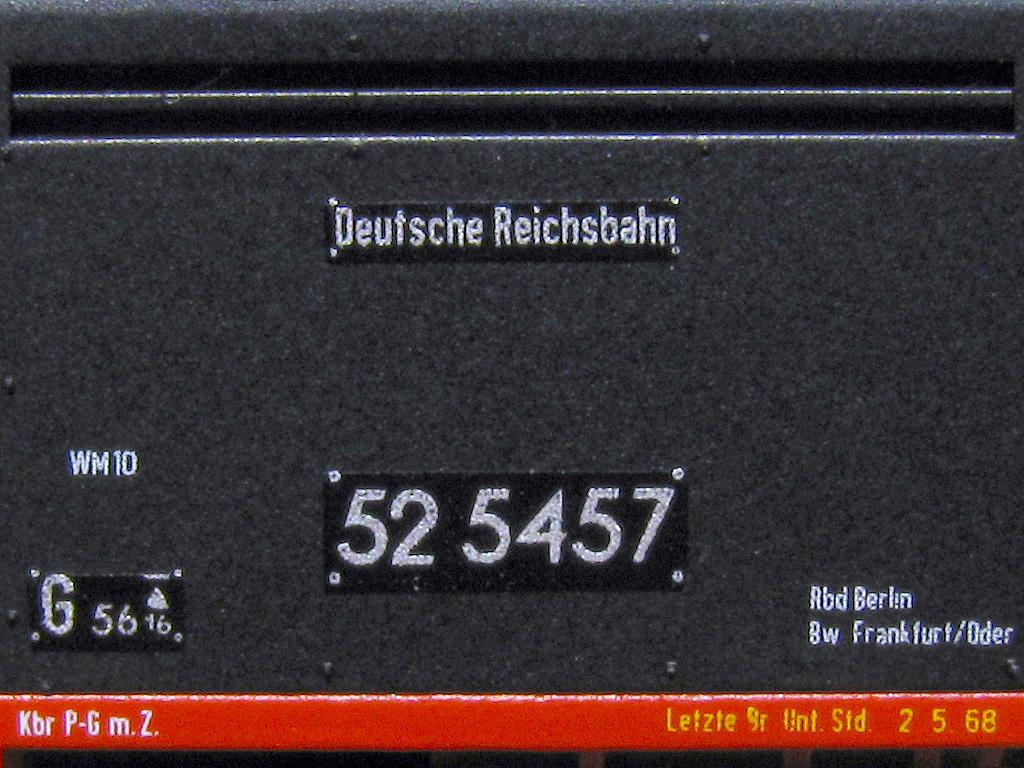 Deutsche Reichsbahn
WM10
52 5457
G 56 16
Rbd Berlin
Bw Frankfurt/Oder
Kbr P-G m. Z.
Letzte Br Unt. Std. 2 5. 68